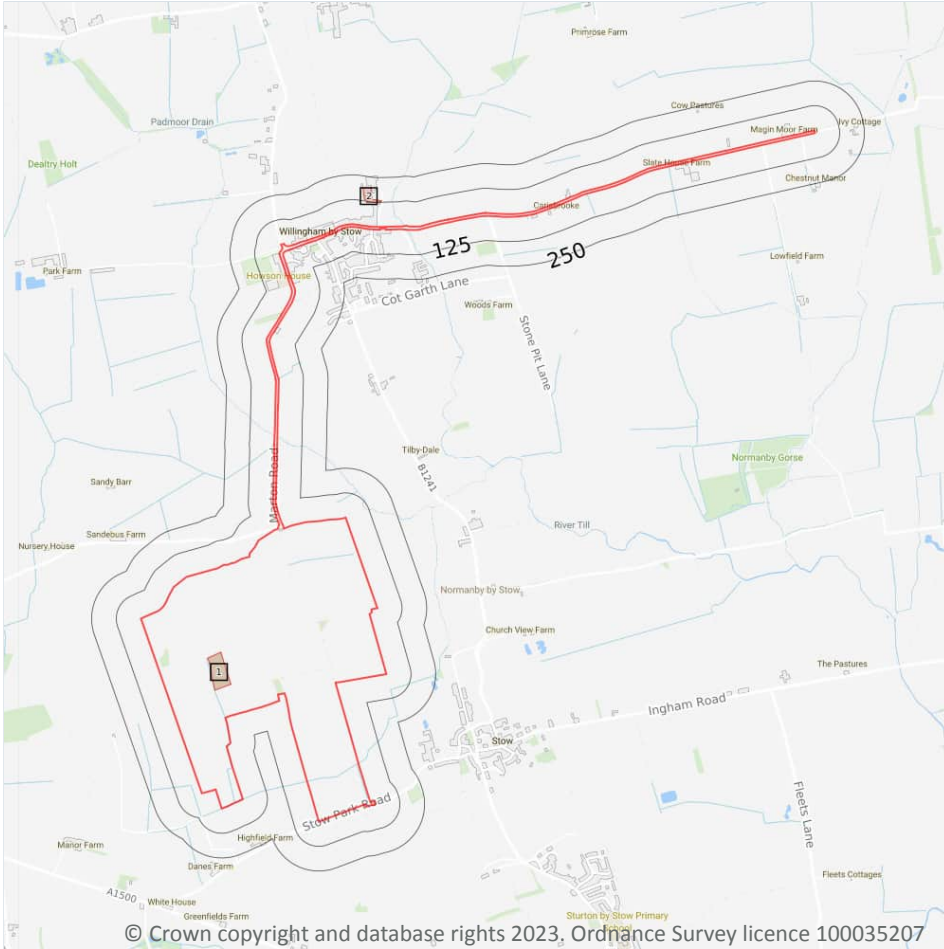 Primrose Farm
Cow Pastures
Padmoor Drain
Magin Moor Farm
Ivy Cottage
Dealtry Holt
Slate House Farm
Chestnut Manor
2
Canebrooke
Willingham by Stow
125
250
Lowfield Farm
Park Farm
Howson House
Cot Garth Lane
Woods Farm
Stone Pit Lane
Tilby-Dale
Normanby Gorse
B1241
Sandy Barr
Marton Road
River Till
Sandebus Farm
Nursery House
Normanby by Stow
Church View Farm
1
The Pastures
Ingham Road
Stow
Fleets Lane
Stow Park Road
Highfield Farm
Manor Farm
Danes Farm
Fleets Cottages
A1500
White House
Greenfields Farm
Sturton by Stow Primary
School
© Crown copyright and database rights 2023. Ordnance Survey licence 100035207